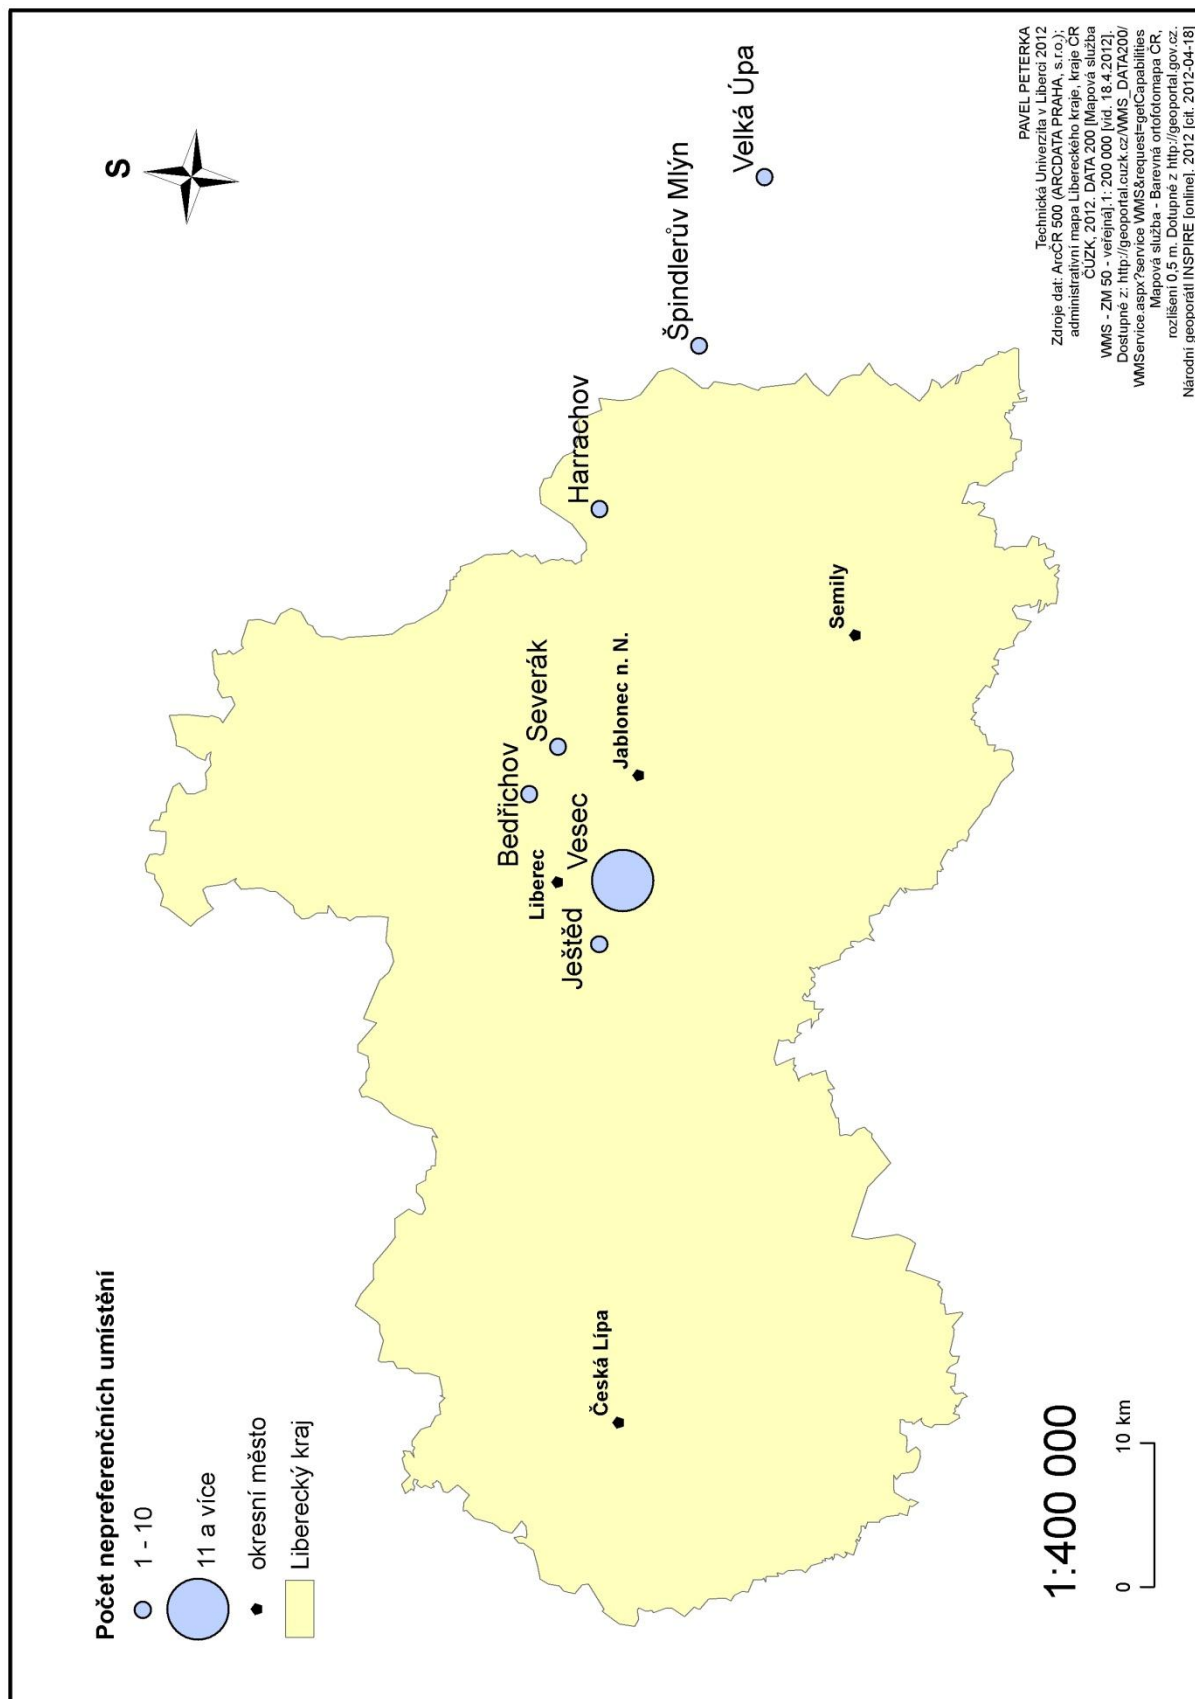 Počet nepreferenčních umístění
1 - 10
11 a více
okresní město
Liberecký kraj
S
Velká Úpa
Špindlerův Mlýn
Harrachov
Severák
Bedřichov
Jablonec n. N.
Semily
Vesec
Liberec
Ještěd
Česká Lípa
1:400 000
0
10 km
PAVEL PETERKA
Technická Univerzita v Liberci 2012
Zdroje dat: ArcČR 500 (ARCDATA PRAHA, s.r.o.);
administrativní mapa Libereckého kraje, kraje ČR
ČÚZK, 2012. DATA 200 [Mapová služba
WMS - ZM 50 - veřejná].1: 200 000 [vid. 18.4.2012].
Dostupné z: http://geoportal.cuzk.cz/WMS_DATA200/
WMService.aspx?service WMS&request=getCapabilities
Mapová služba - Barevná ortofotomapa ČR,
rozlišení 0,5 m. Dotupné z http://geoportal.gov.cz.
Národní geoporátl INSPIRE [online]. 2012 [cit. 2012-04-18]